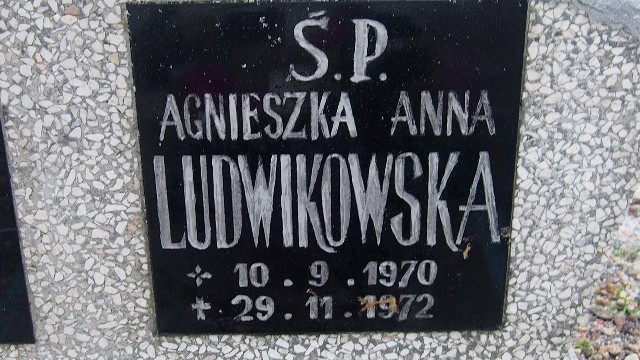 Ś.P.
AGNIESZKA ANNA
LUDWIKOWSKA
10.9.1970
29.11.1972